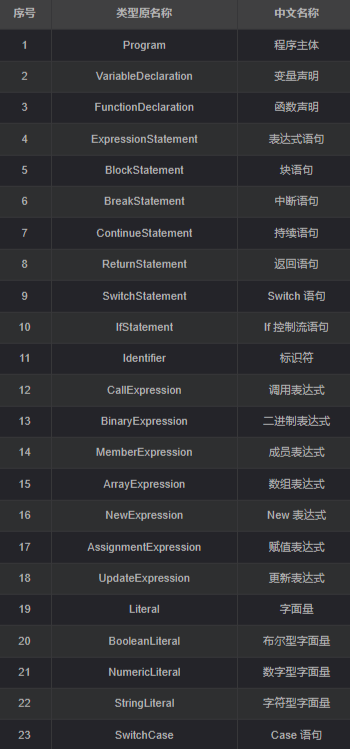 序号 类型原名称 中文名称
1 Program 程序主体
2 VariableDeclaration 变量声明
3 FunctionDeclaration 函数声明
4 ExpressionStatement 表达式语句
5 BlockStatement 块语句
6 BreakStatement 中断语句
7 ContinueStatement 持续语句
8 ReturnStatement 返回语句
9 SwitchStatement Switch 语句
10 IfStatement If 控制流语句
11 Identifier 标识符
12 CallExpression 调用表达式
13 BinaryExpression 二进制表达式
14 MemberExpression 成员表达式
15 ArrayExpression 数组表达式
16 NewExpression New 表达式
17 AssignmentExpression 赋值表达式
18 UpdateExpression 更新表达式
19 Literal 字面量
20 BooleanLiteral 布尔型字面量
21 NumericLiteral 数字型字面量
22 StringLiteral 字符型字面量
23 SwitchCase Case 语句